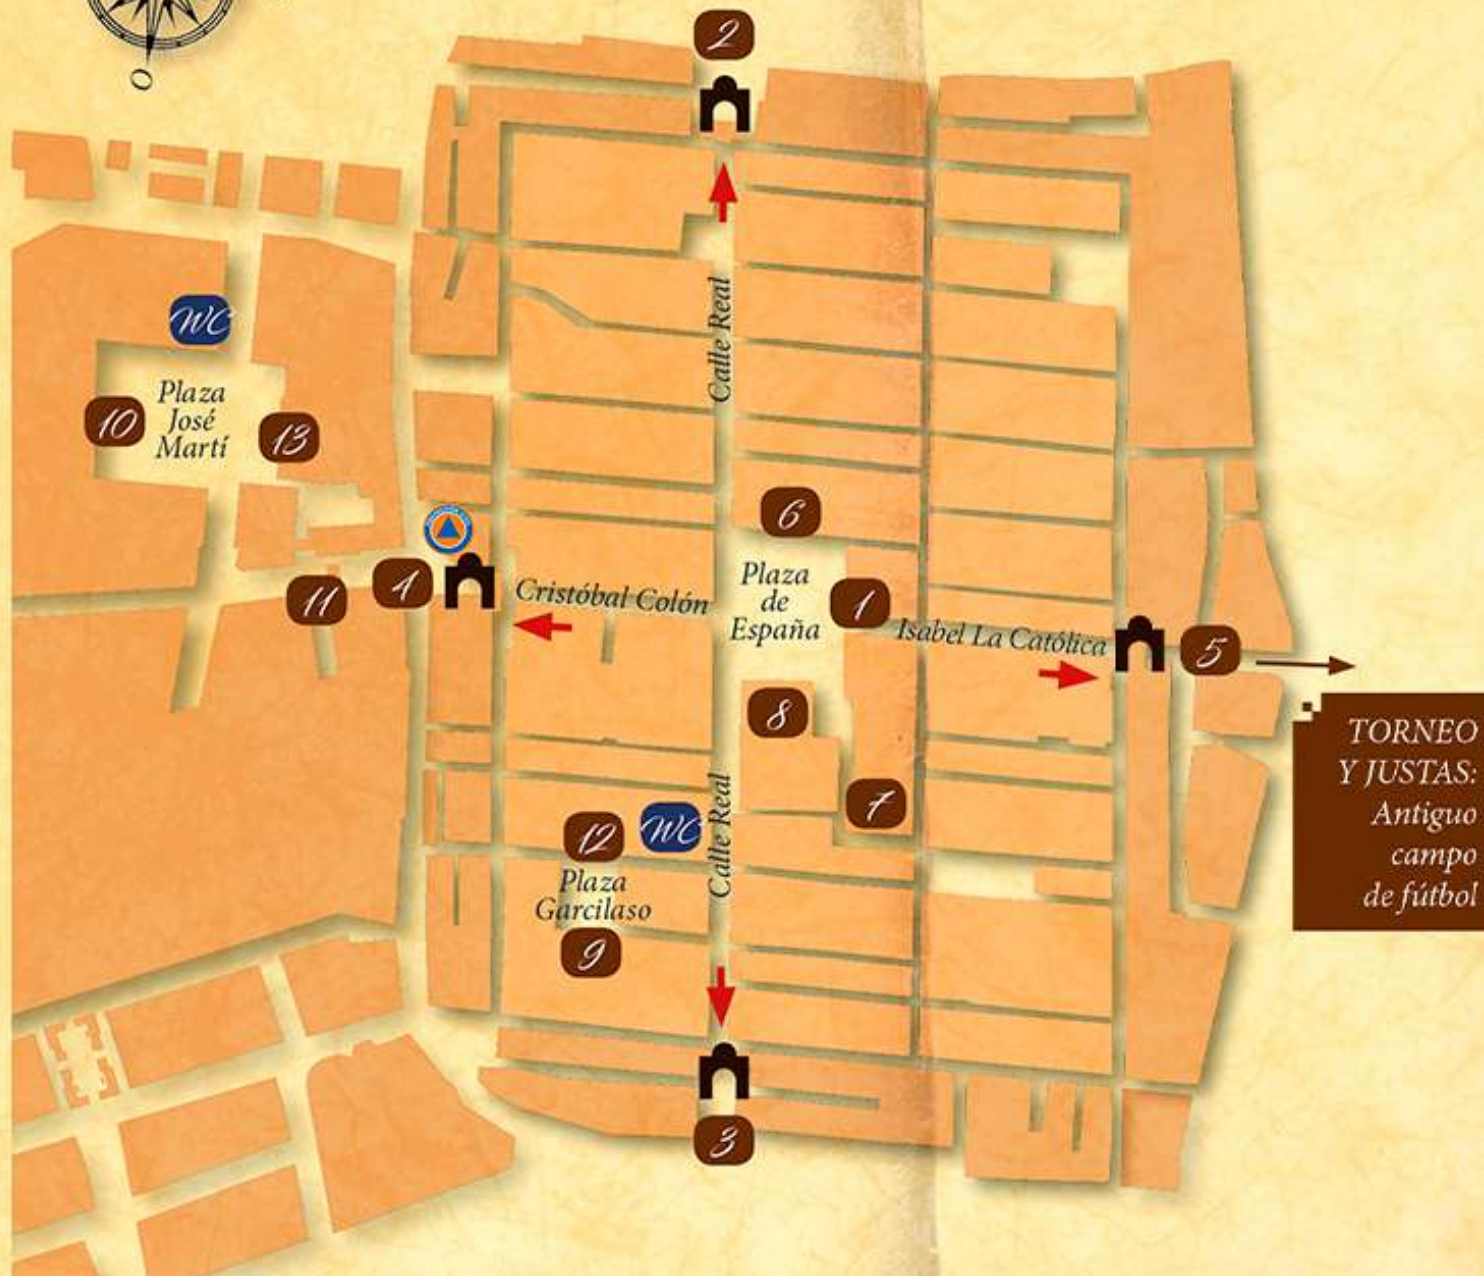 O
2
Calle Real
WC
10
Plaza
José
Martí
13
6
4
11
Cristóbal Colón
Plaza
de
España
1
Isabel La Católica
5
8
TORNEO
Y JUSTAS:
Antiguo
campo
de fútbol
7
12
WC
Calle Real
Plaza
Garcilaso
9
3